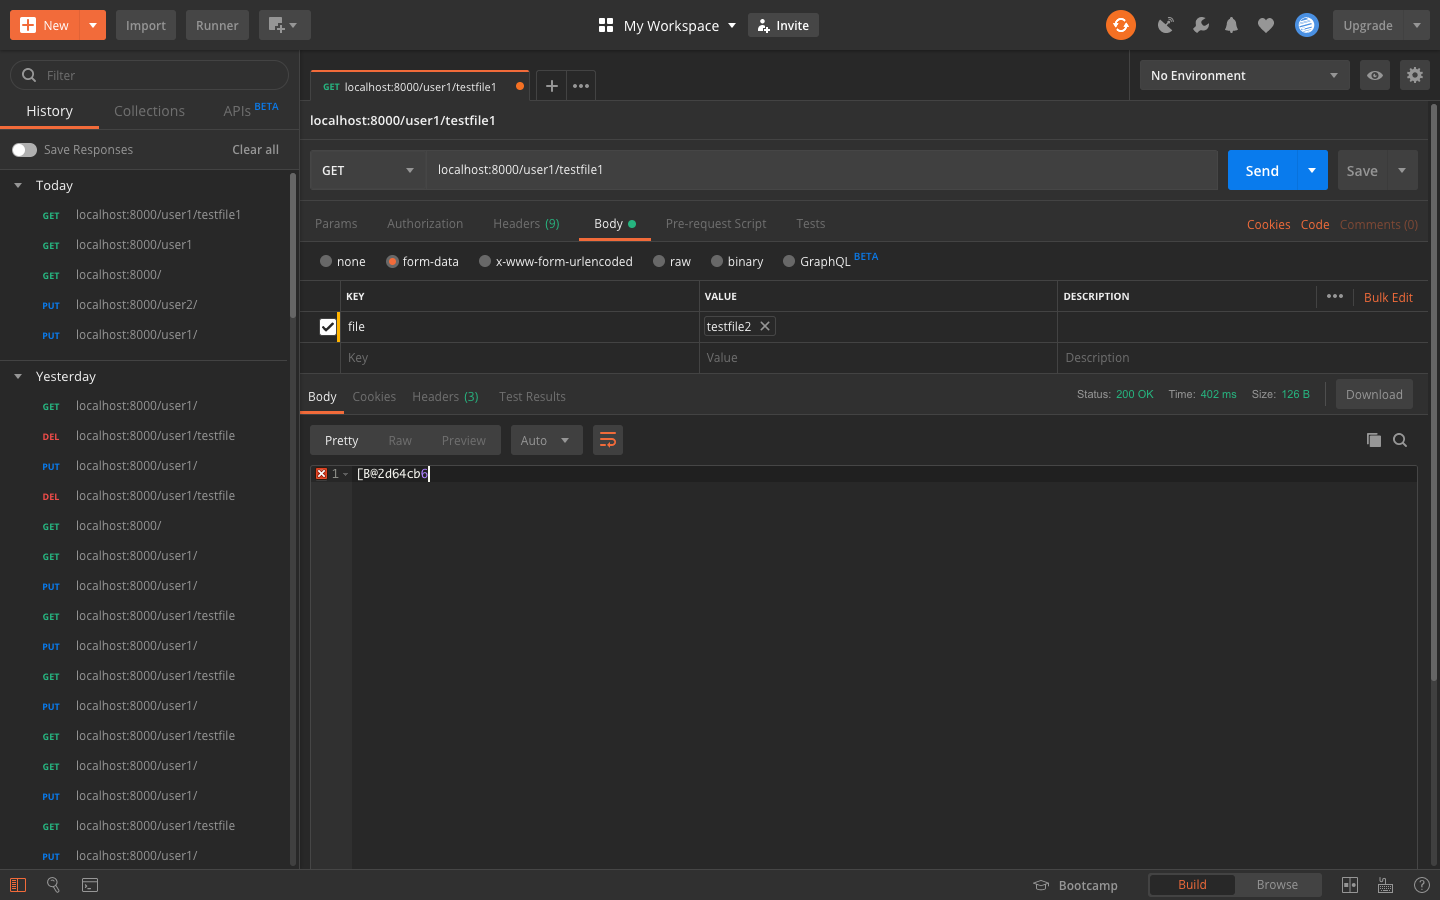 New Import Runner My Workspace Invite Upgrade
Filter
History Collections APIs BETA
Save Responses Clear all
Today
GET localhost:8000/user1/testfile1
GET localhost:8000/user1
GET localhost:8000/
PUT localhost:8000/user2/
PUT localhost:8000/user1/
Yesterday
GET localhost:8000/user1/
DEL localhost:8000/user1/testfile
PUT localhost:8000/user1/
DEL localhost:8000/user1/testfile
GET localhost:8000/
GET localhost:8000/user1/
PUT localhost:8000/user1/
GET localhost:8000/user1/testfile
PUT localhost:8000/user1/
GET localhost:8000/user1/testfile
PUT localhost:8000/user1/
GET localhost:8000/user1/testfile
GET localhost:8000/user1/
PUT localhost:8000/user1/
GET localhost:8000/user1/testfile
PUT localhost:8000/user1/
GET localhost:8000/user1/testfile1 No Environment
localhost:8000/user1/testfile1
GET localhost:8000/user1/testfile1 Send Save
Params Authorization Headers (9) Body Pre-request Script Tests Cookies Code Comments (0)
none form-data x-www-form-urlencoded raw binary GraphQL BETA
KEY VALUE DESCRIPTION Bulk Edit
file testfile2
Key Value Description
Body Cookies Headers (3) Test Results Status: 200 OK Time: 402 ms Size: 126 B Download
Pretty Raw Preview Auto
1 [B@2d64cb6
Bootcamp Build Browse